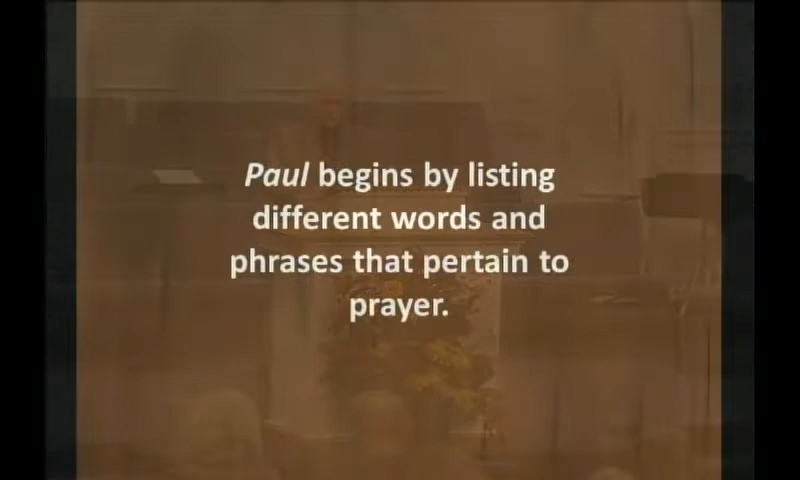 Paul begins by listing
different words and
phrases that pertain to
prayer.